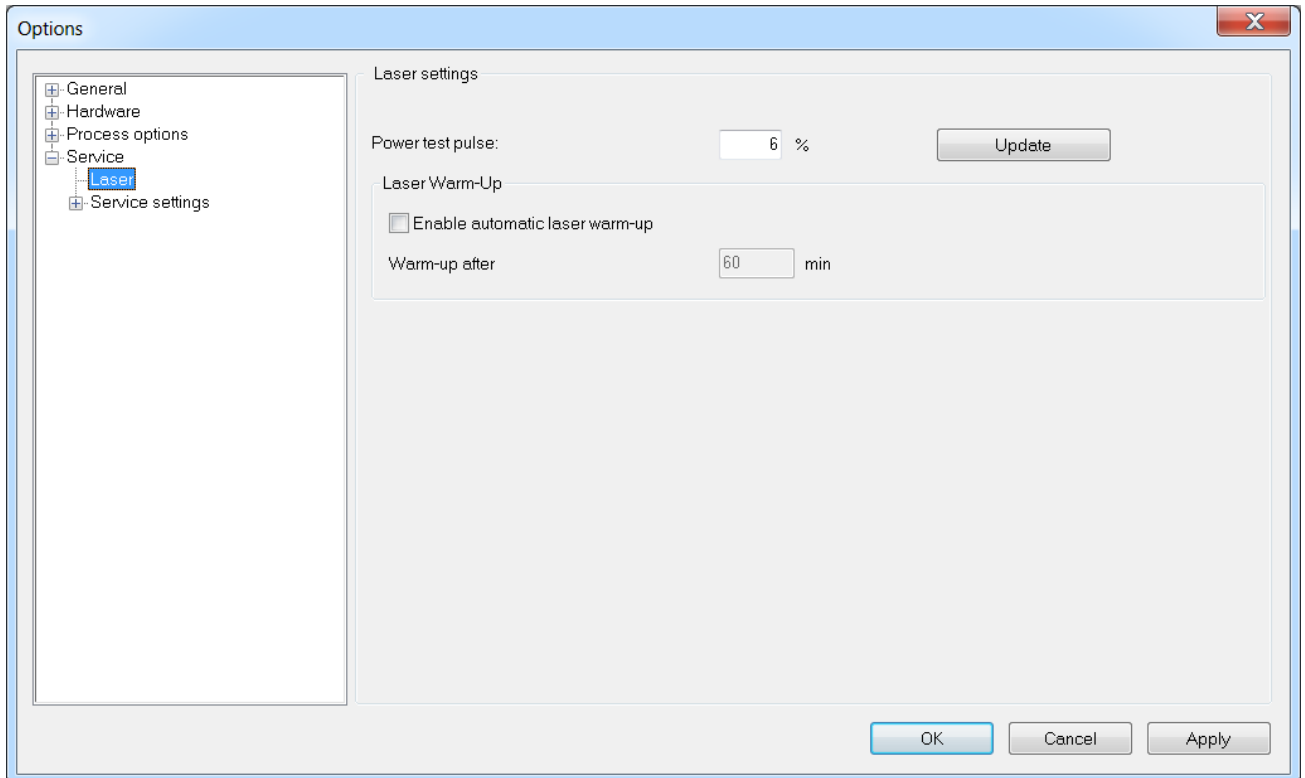 Options
General
Hardware
Process options
Service
Laser
Service settings
Laser settings
Power test pulse: 6 % Update
Laser Warm-Up
Enable automatic laser warm-up
Warm-up after 60 min
OK Cancel Apply